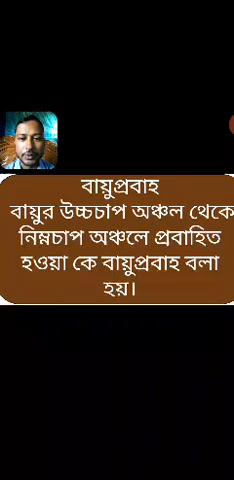 বায়ুপ্রবাহ
বায়ুর উচ্চচাপ অঞ্চল থেকে
নিম্নচাপ অঞ্চলে প্রবাহিত
হওয়া কে বায়ুপ্রবাহ বলা
হয়।